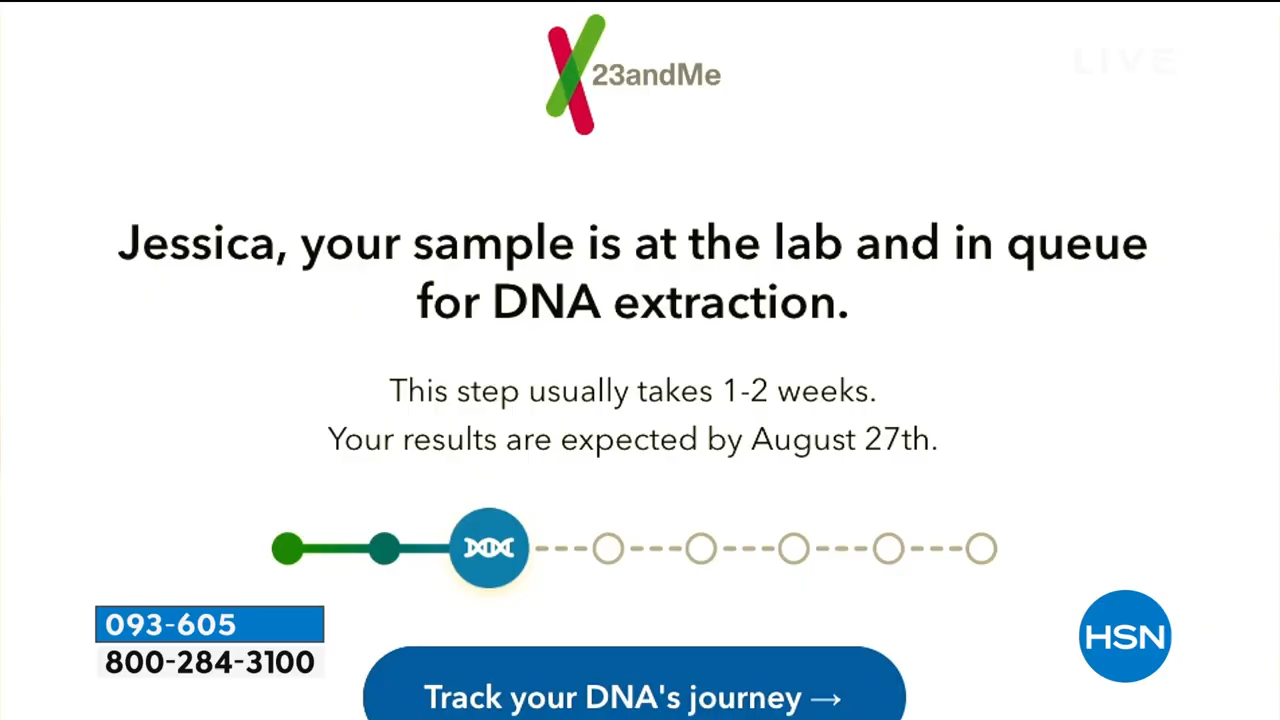 23andMe
LIVE
Jessica, your sample is at the lab and in queue
for DNA extraction.
This step usually takes 1-2 weeks.
Your results are expected by August 27th.
093-605
800-284-3100
HSN
Track your DNA's journey →